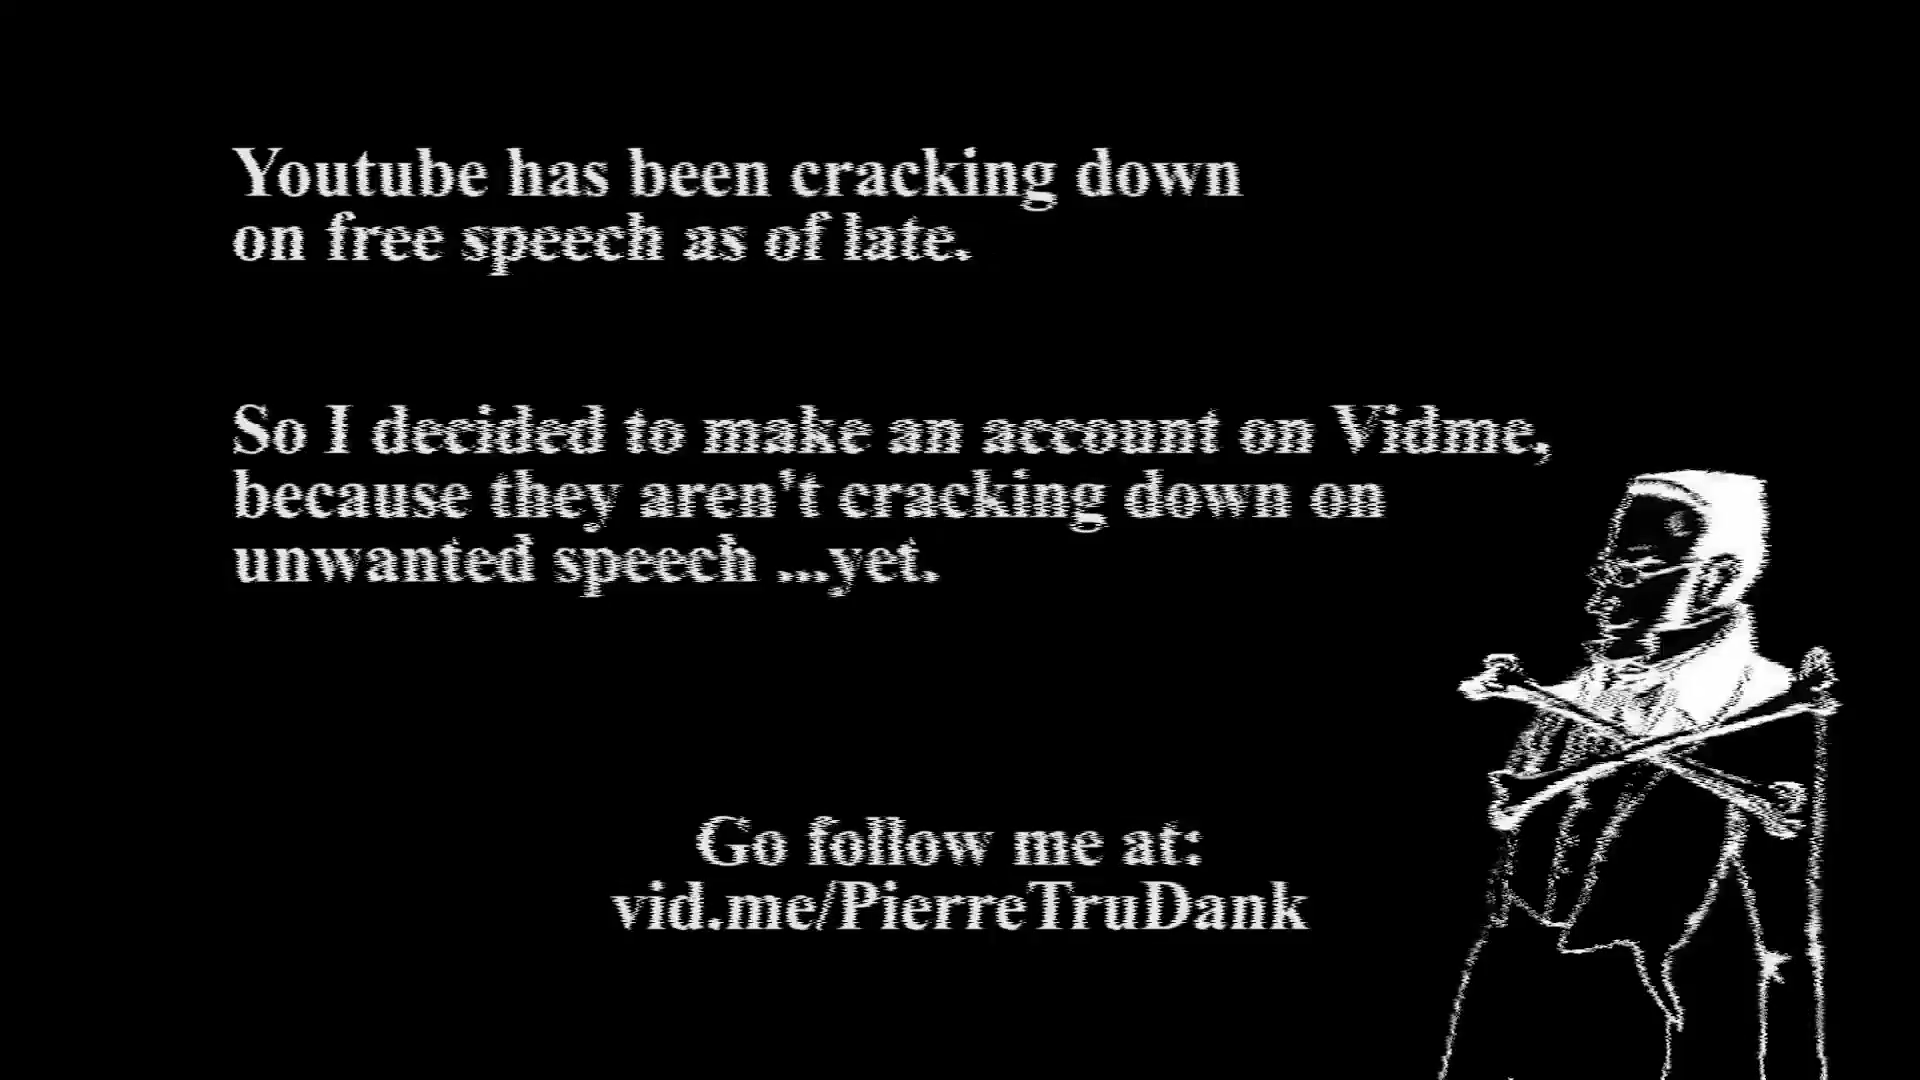 Youtube has been cracking down
on free speech as of late.
So I decided to make an account on Vidme,
because they aren't cracking down on
unwanted speech ...yet.
Go follow me at:
vid.me/PierreTruDank